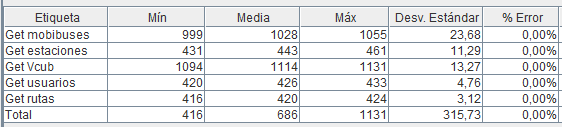 Etiqueta Mín Media Máx Desv. Estándar % Error
Get mobibuses 999 1028 1055 23,68 0,00%
Get estaciones 431 443 461 11,29 0,00%
Get Vcub 1094 1114 1131 13,27 0,00%
Get usuarios 420 426 433 4,76 0,00%
Get rutas 416 420 424 3,12 0,00%
Total 416 686 1131 315,73 0,00%